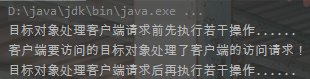 D:\java\jdk\bin\java.exe ...
目标对象处理客户端请求前先执行若干操作......
客户端要访问的目标对象处理了客户端的访问请求！
目标对象处理客户端请求后再执行若干操作......